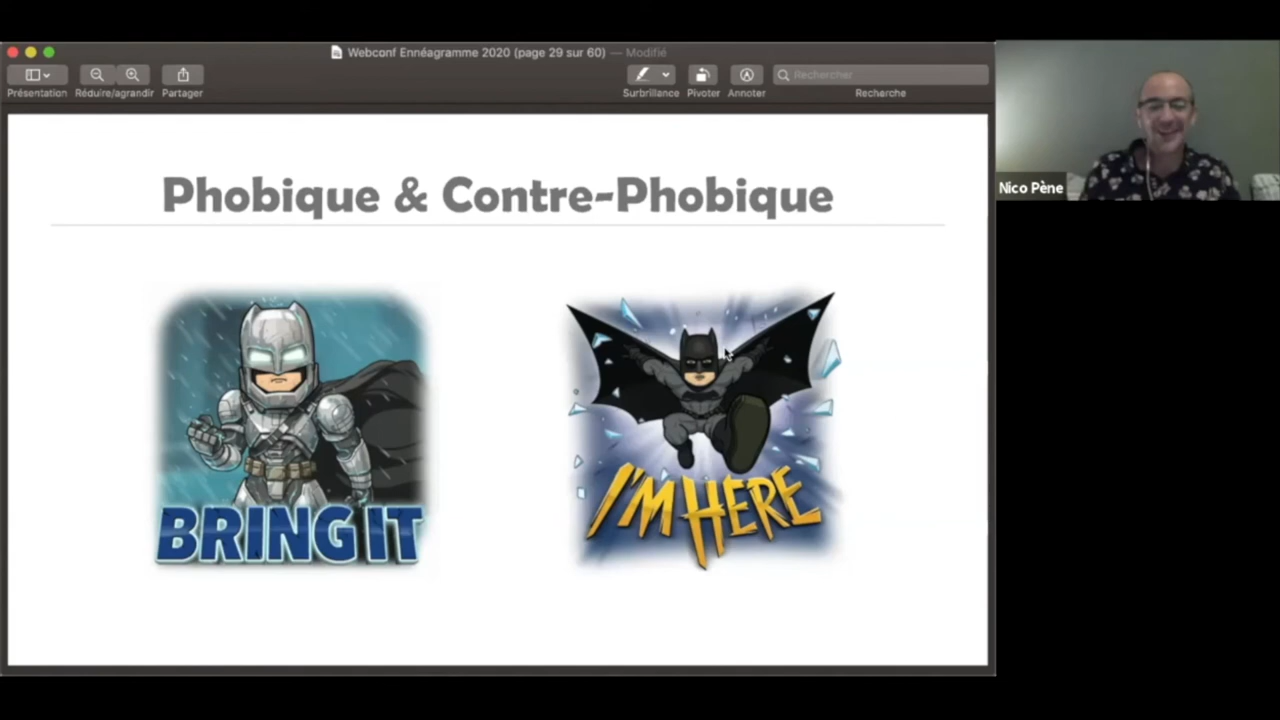 Webconf Ennéagramme 2020 (page 29 sur 60) — Modifié
Présentation
Réduire/agrandir
Partager
Surbrillance
Pivoter
Annoter
Rechercher
Recherche
Nico Pène
Phobique & Contre-Phobique
BRING IT
I'M HERE